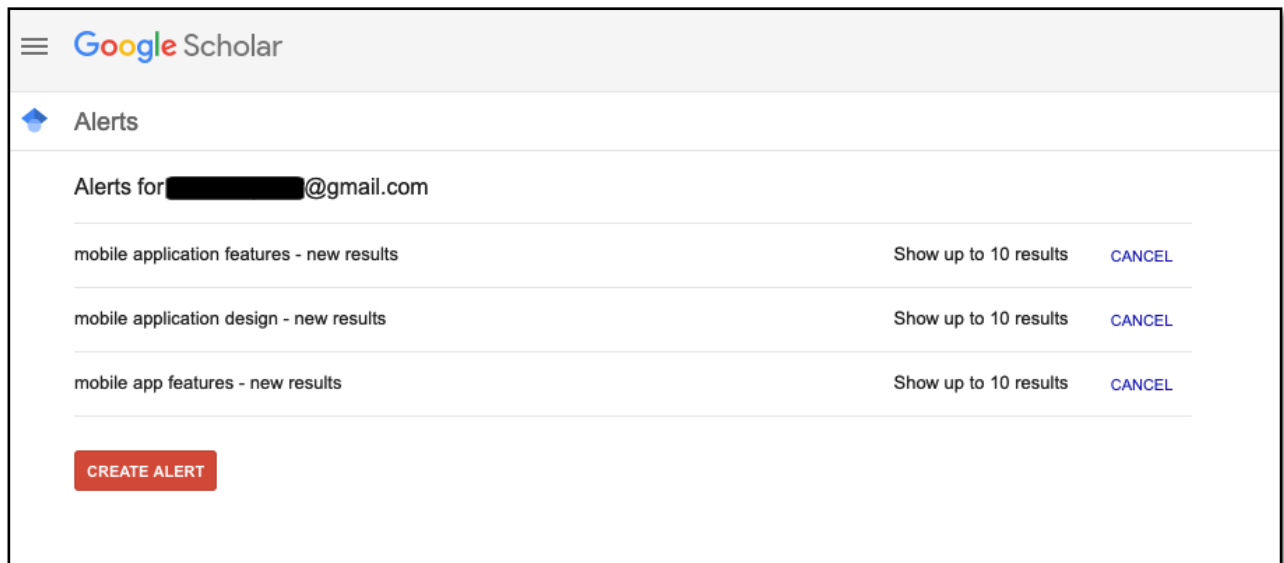 Google Scholar
Alerts
Alerts for @gmail.com
mobile application features - new results Show up to 10 results CANCEL
mobile application design - new results Show up to 10 results CANCEL
mobile app features - new results Show up to 10 results CANCEL
CREATE ALERT